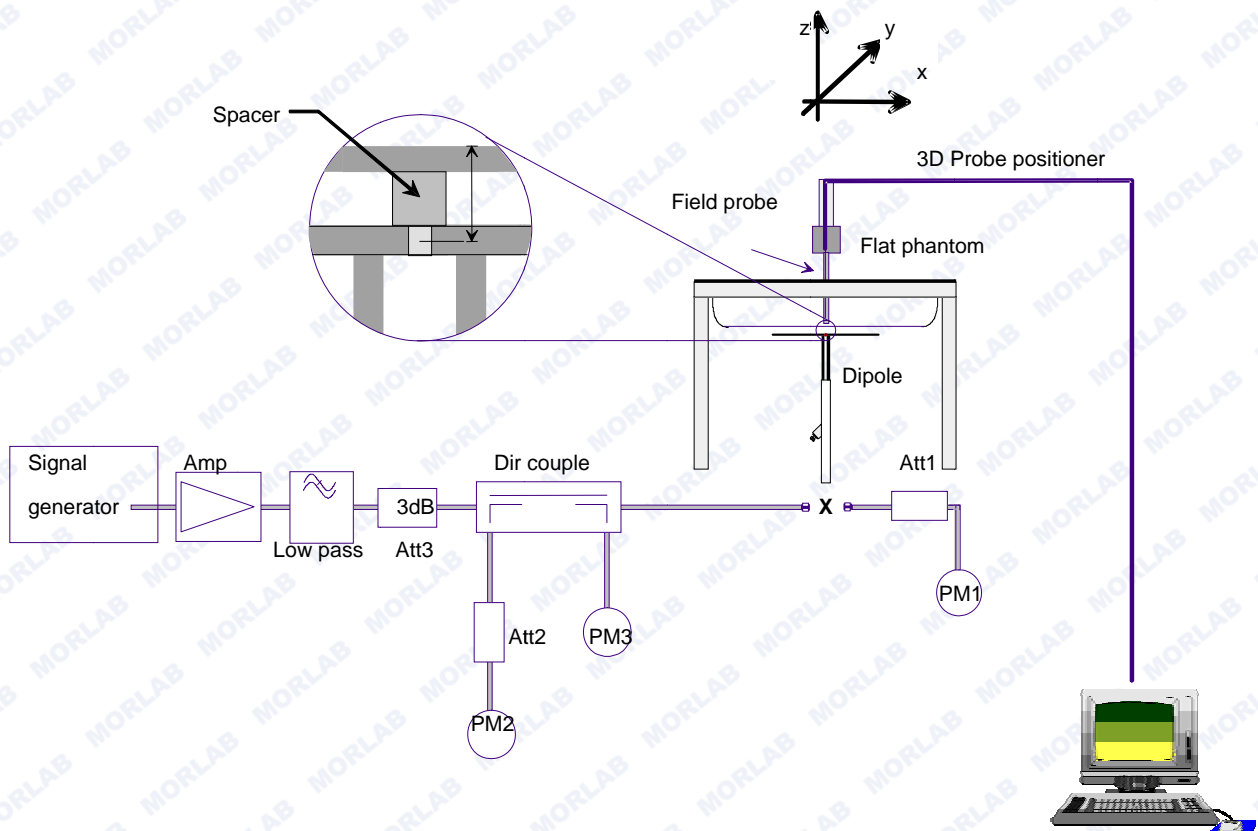 z
y
x
Spacer
3D Probe positioner
Field probe
Flat phantom
Dipole
Signal
generator
Amp
Low pass
3dB
Att3
Dir couple
Att1
X
PM1
Att2
PM3
PM2
MORLAB